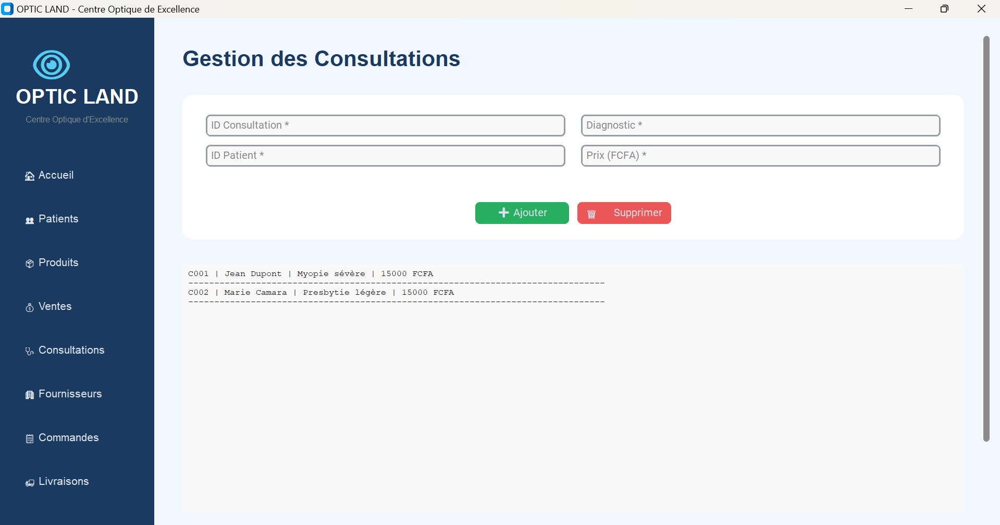 OPTIC LAND - Centre Optique de Excellence
OPTIC LAND
Centre Optique d'Excellence
Accueil
Patients
Produits
Ventes
Consultations
Fournisseurs
Commandes
Livraisons
Gestion des Consultations
ID Consultation *
Diagnostic *
ID Patient *
Prix (FCFA) *
Ajouter
Supprimer
C001 | Jean Dupont | Myopie sévère | 15000 FCFA
--------------------------------------------------------------------------------
C002 | Marie Camara | Presbytie légère | 15000 FCFA
--------------------------------------------------------------------------------